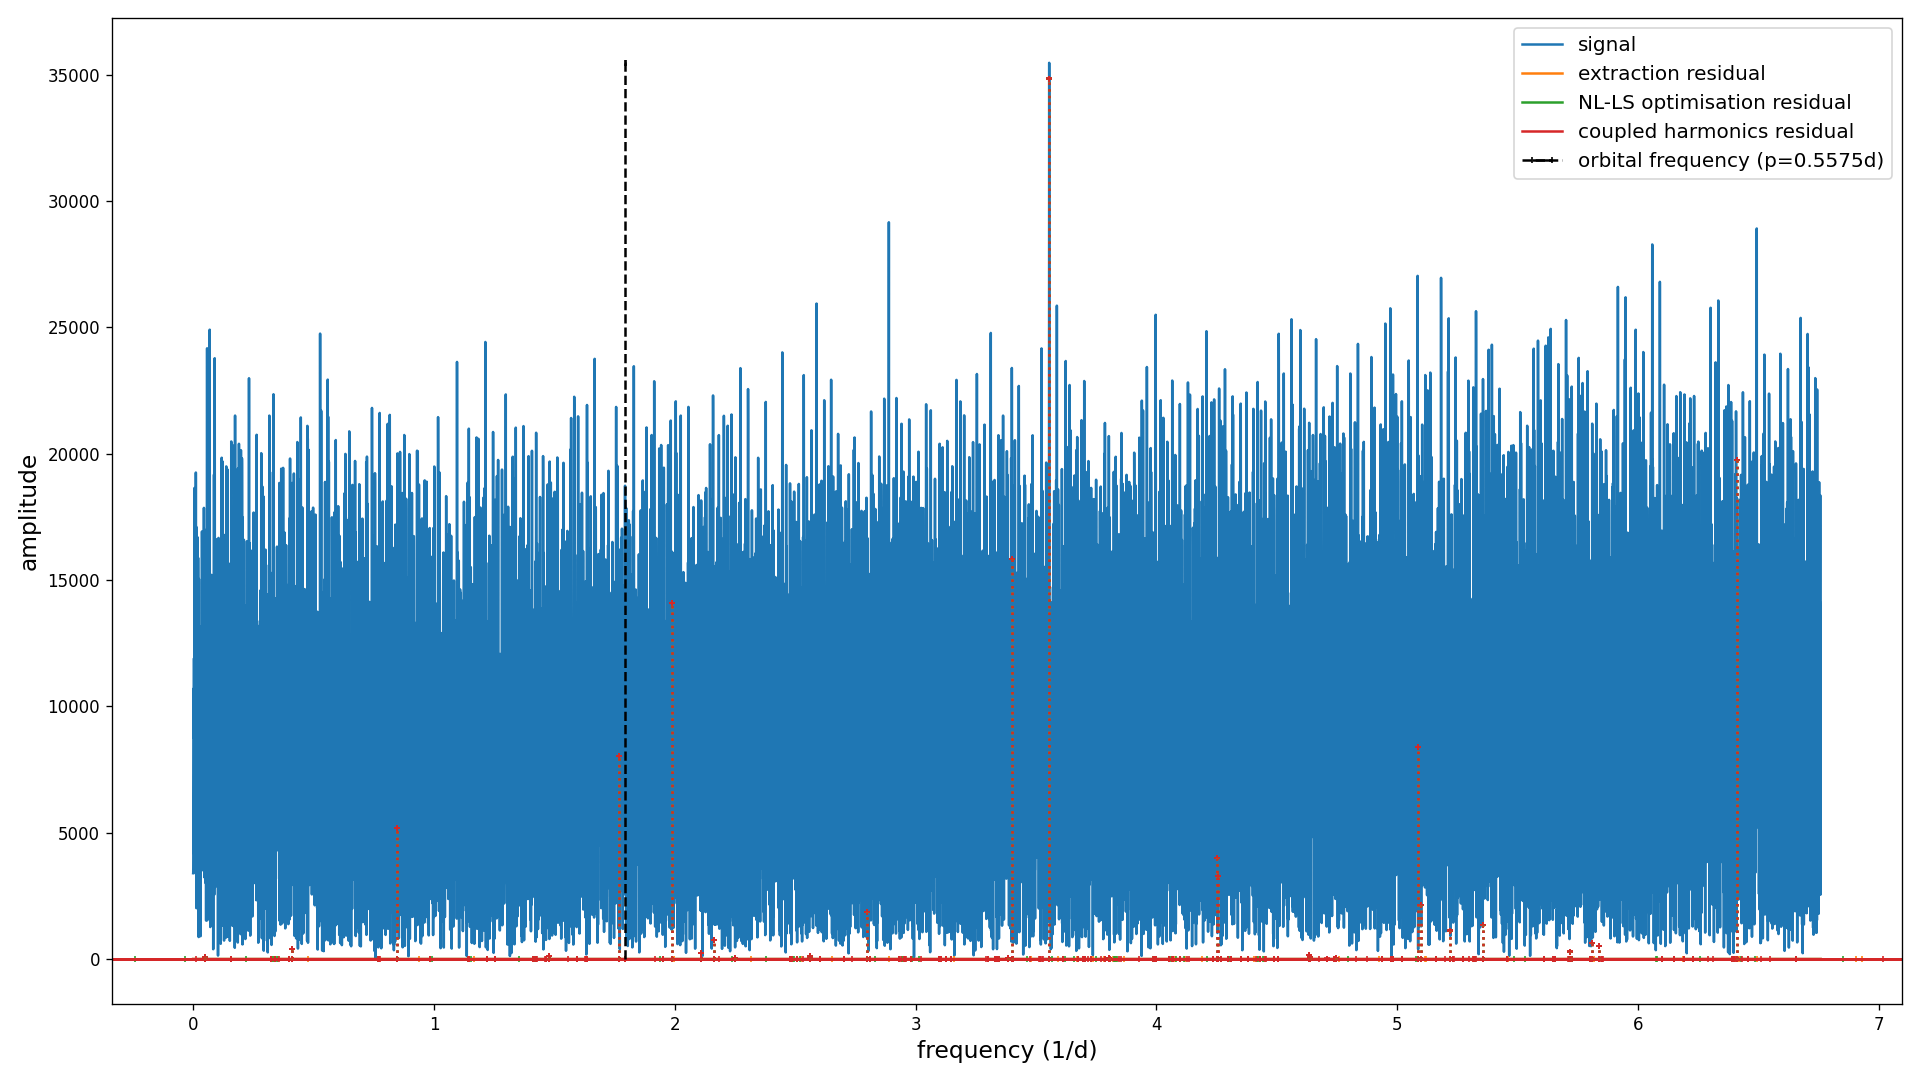 35000
30000
25000
20000
15000
10000
5000
0
amplitude
0 1 2 3 4 5 6 7
frequency (1/d)
signal
extraction residual
NL-LS optimisation residual
coupled harmonics residual
orbital frequency (p=0.5575d)